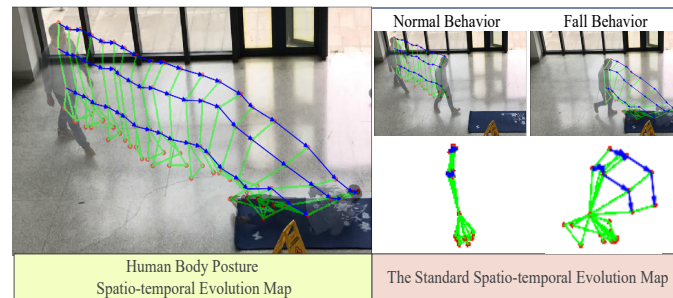 Normal Behavior
Fall Behavior
Human Body Posture
Spatio-temporal Evolution Map
The Standard Spatio-temporal Evolution Map